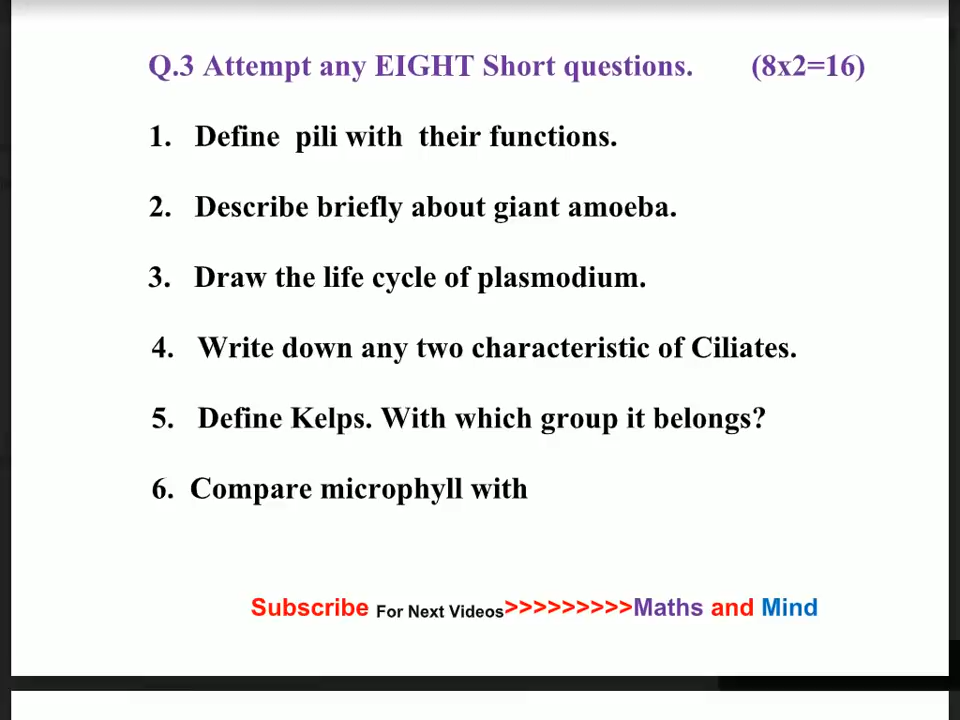 Q.3 Attempt any EIGHT Short questions. (8x2=16)
1. Define pili with their functions.
2. Describe briefly about giant amoeba.
3. Draw the life cycle of plasmodium.
4. Write down any two characteristic of Ciliates.
5. Define Kelps. With which group it belongs?
6. Compare microphyll with
Subscribe For Next Videos>>>>>>>>>Maths and Mind